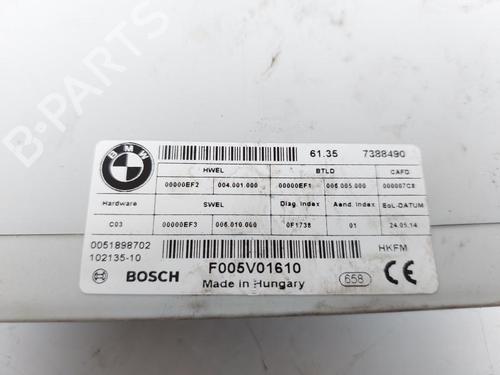 B-PARTS
BMW
61.35 7388490
HWEL BTLD CAFD
00000EF2 004.001.000 00000EF1 006.005.000 000007C8
Hardware SWEL Diag. Index Aend. Index EoL-DATUM
C03 00000EF3 006.010.000 0F1738 01 24.05.14
0051898702 HKFM
102135-10
BOSCH F005V01610 658 CE
Made in Hungary